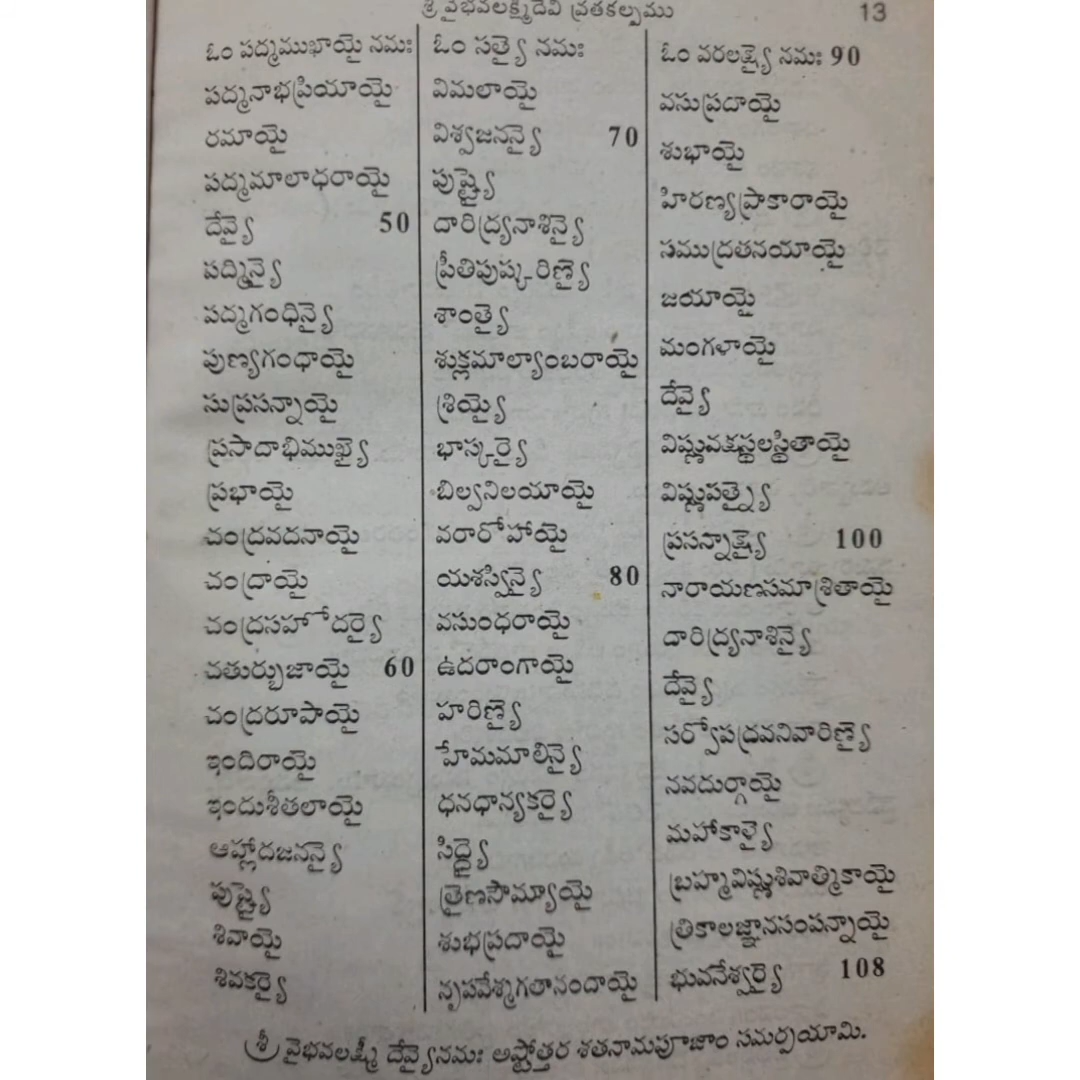 శ్రీ వైభవలక్ష్మీదేవి వ్రతకల్పము 13
ఓం పద్మముఖాయై నమః
పద్మనాభప్రియాయై
రమాయై
పద్మమాలాధరాయై
దేవ్యై 50
పద్మిన్యై
పద్మగంధిన్యై
పుణ్యగంధాయై
సుప్రసన్నాయై
ప్రసాదాభిముఖ్యై
ప్రభాయై
చంద్రవదనాయై
చంద్రాయై
చంద్రసహోదర్యై
చతుర్భుజాయై 60
చంద్రరూపాయై
ఇందిరాయై
ఇందుశీతలాయై
ఆహ్లాదజనన్యై
పుష్ట్యై
శివాయై
శివకర్యై
ఓం సత్యై నమః
విమలాయై
విశ్వజనన్యై 70
పుష్ట్యై
దారిద్ర్యనాశిన్యై
ప్రీతిపుష్కరిణ్యై
శాంత్యై
శుక్లమాల్యాంబరాయై
శ్రియ్యై
భాస్కర్యై
బిల్వనిలయాయై
వరారోహాయై
యశస్విన్యై 80
వసుంధరాయై
ఉదరాంగాయై
హరిణ్యై
హేమమాలిన్యై
ధనధాన్యకర్యై
సిద్ధ్యై
త్రైణసౌమ్యాయై
శుభప్రదాయై
నృపవేశ్మగతానందాయై
ఓం వరలక్ష్మ్యై నమః 90
వసుప్రదాయై
శుభాయై
హిరణ్యప్రాకారాయై
సముద్రతనయాయై
జయాయై
మంగళాయై
దేవ్యై
విష్ణువక్షస్థలస్థితాయై
విష్ణుపత్న్యై
ప్రసన్నాక్ష్యై 100
నారాయణసమాశ్రితాయై
దారిద్ర్యనాశిన్యై
దేవ్యై
సర్వోపద్రవనివారిణ్యై
నవదుర్గాయై
మహాకాళ్యై
బ్రహ్మవిష్ణుశివాత్మికాయై
త్రికాలజ్ఞానసంపన్నాయై
భువనేశ్వర్యై 108
శ్రీ వైభవలక్ష్మీ దేవ్యైనమః అష్టోత్తర శతనామపూజాం సమర్పయామి.